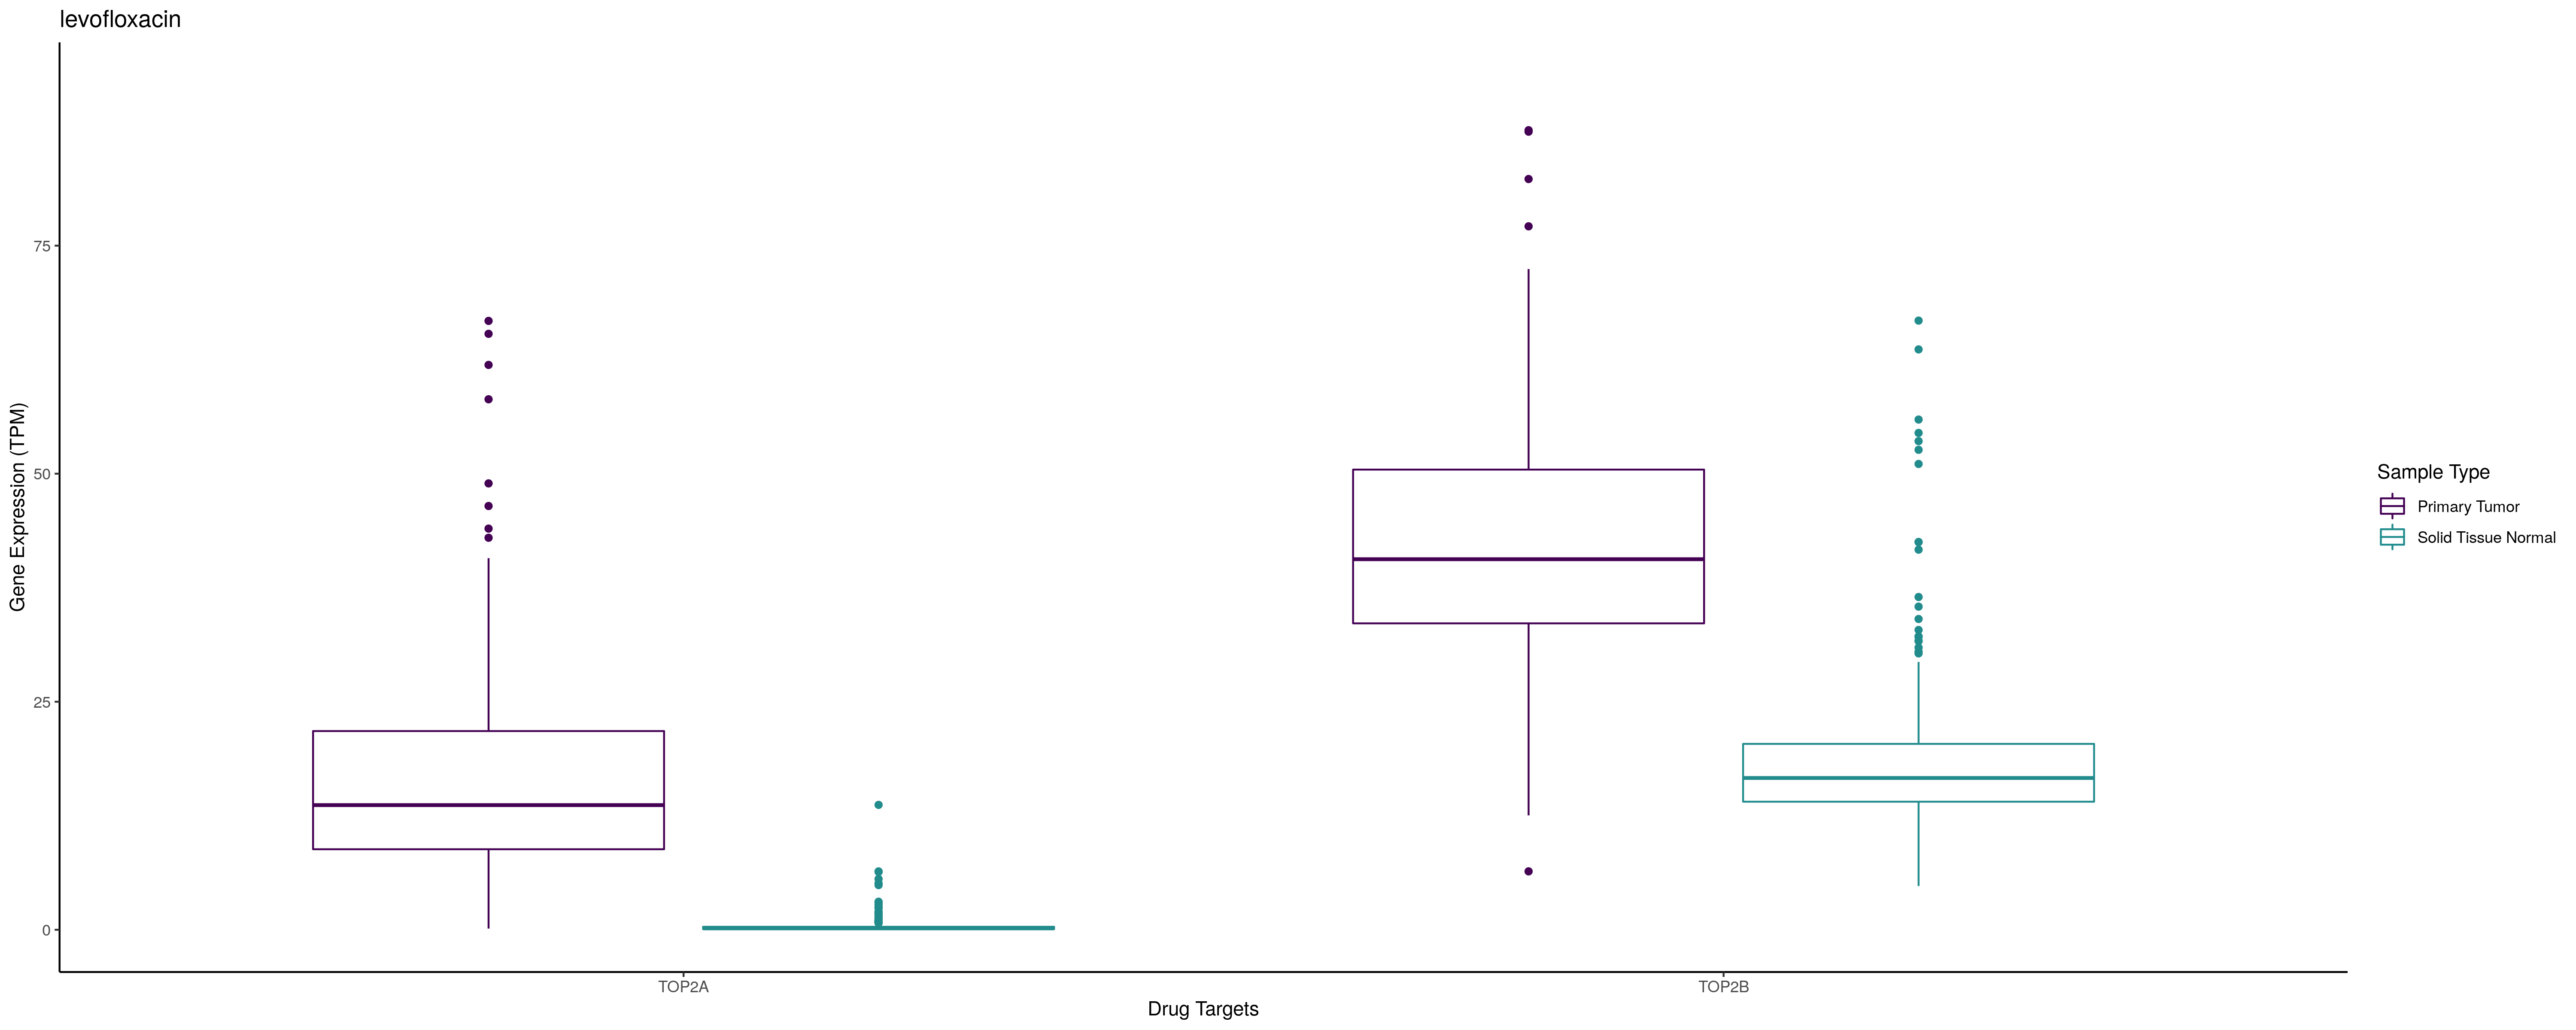 levofloxacin
Gene Expression (TPM)
75
50
25
0
TOP2A
TOP2B
Drug Targets
Sample Type
Primary Tumor
Solid Tissue Normal